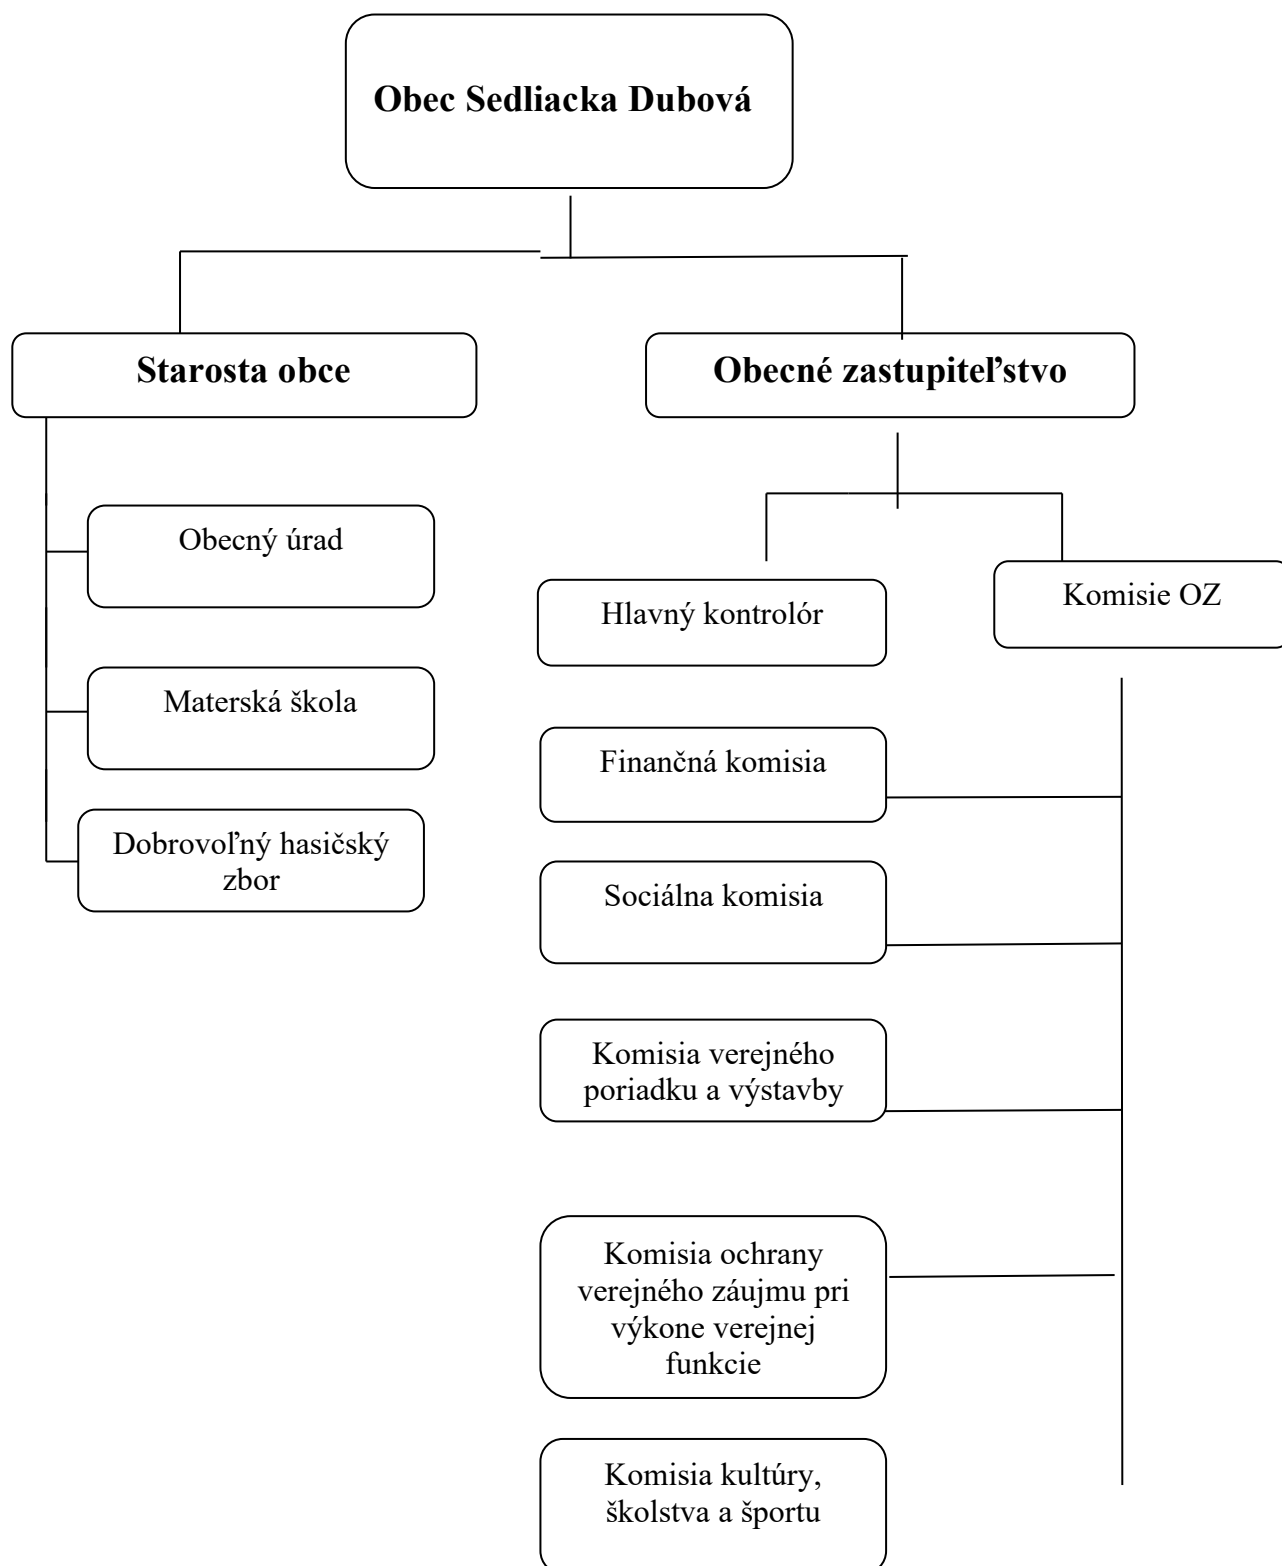 Obec Sedliacka Dubová
Starosta obce
Obecné zastupiteľstvo
Obecný úrad
Materská škola
Dobrovoľný hasičský
zbor
Hlavný kontrolór
Komisie OZ
Finančná komisia
Sociálna komisia
Komisia verejného
poriadku a výstavby
Komisia ochrany
verejného záujmu pri
výkone verejnej
funkcie
Komisia kultúry,
školstva a športu